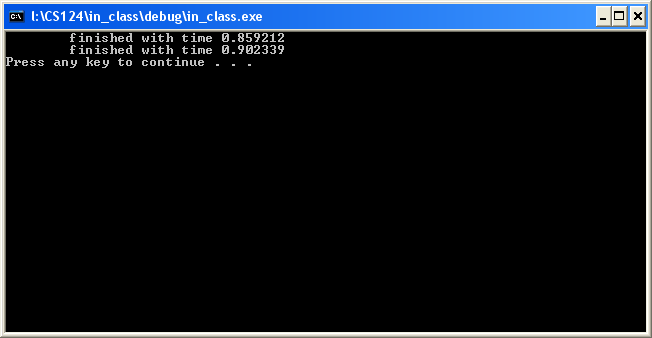 I:\CS124\in_class\debug\in_class.exe
finished with time 0.859212
finished with time 0.902339
Press any key to continue . . .